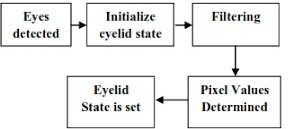 Eyes
detected
Initialize
eyelid state
Filtering
Pixel Values
Determined
Eyelid
State is set